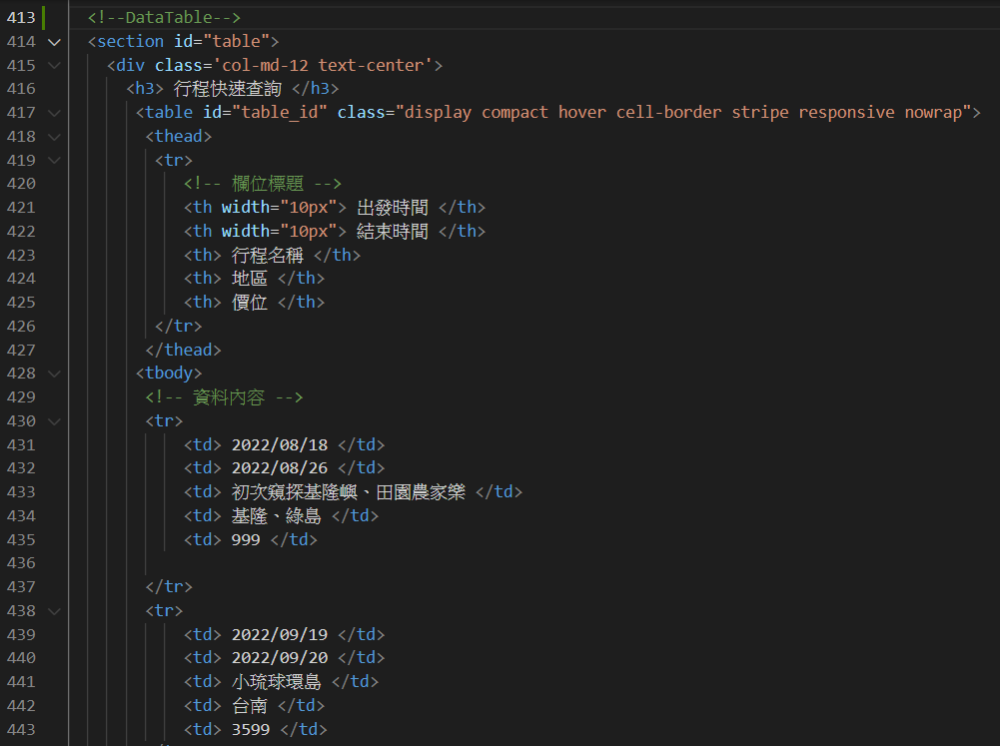 413 <!--DataTable-->
414 <section id="table">
415 <div class='col-md-12 text-center'>
416 <h3> 行程快速查詢 </h3>
417 <table id="table_id" class="display compact hover cell-border stripe responsive nowrap">
418 <thead>
419 <tr>
420 <!-- 欄位標題 -->
421 <th width="10px"> 出發時間 </th>
422 <th width="10px"> 結束時間 </th>
423 <th> 行程名稱 </th>
424 <th> 地區 </th>
425 <th> 價位 </th>
426 </tr>
427 </thead>
428 <tbody>
429 <!-- 資料內容 -->
430 <tr>
431 <td> 2022/08/18 </td>
432 <td> 2022/08/26 </td>
433 <td> 初次窺探基隆嶼、田園農家樂 </td>
434 <td> 基隆、綠島 </td>
435 <td> 999 </td>
436
437 </tr>
438 <tr>
439 <td> 2022/09/19 </td>
440 <td> 2022/09/20 </td>
441 <td> 小琉球環島 </td>
442 <td> 台南 </td>
443 <td> 3599 </td>